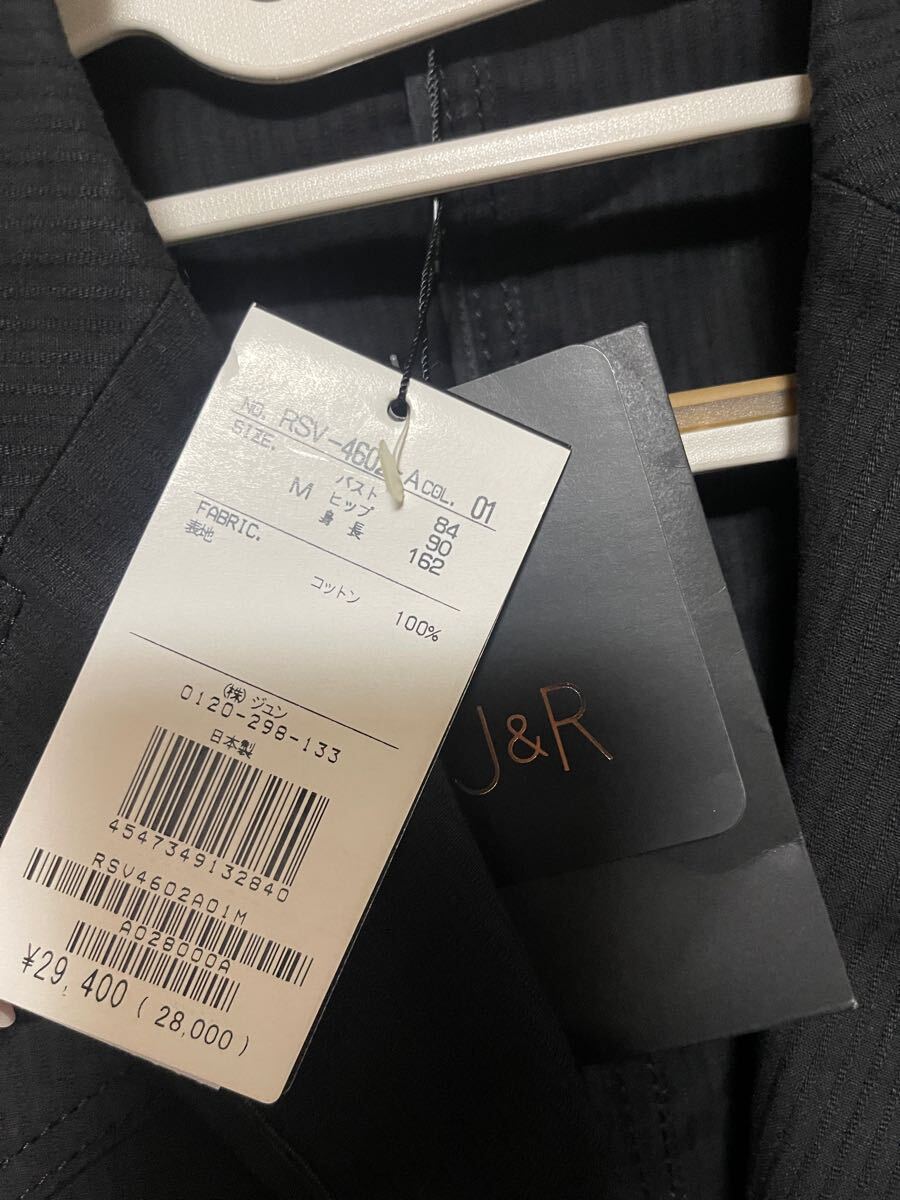 NO. RSV-4602-A COL. 01
SIZE.
M
バスト 84
ヒップ 90
身長 162
FABRIC.
表地
コットン 100%
㈱ジュン
0120-298-133
日本製
4547349132840
RSV4602A01M
A028000A
¥29,400 (28,000)
J&R